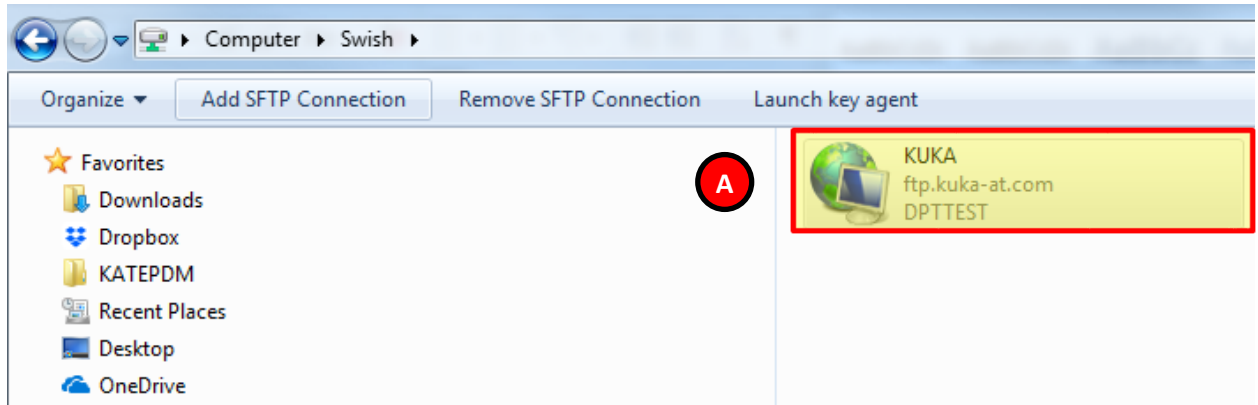 Computer Swish
Organize Add SFTP Connection Remove SFTP Connection Launch key agent
Favorites
Downloads
Dropbox
KATEPDM
Recent Places
Desktop
OneDrive
A
KUKA
ftp.kuka-at.com
DPTTEST